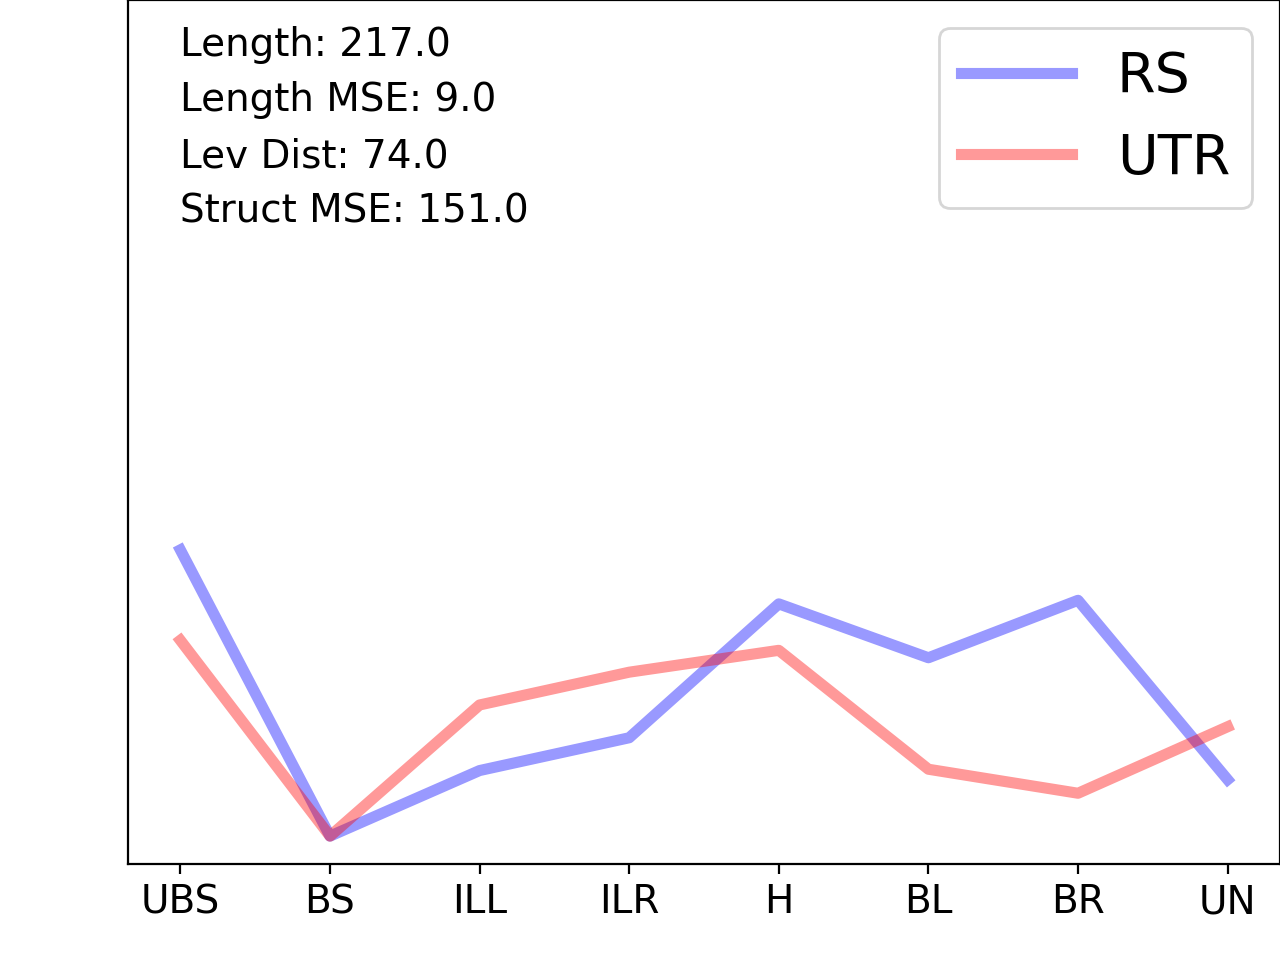 Length: 217.0
Length MSE: 9.0
Lev Dist: 74.0
Struct MSE: 151.0
RS
UTR
UBS BS ILL ILR H BL BR UN